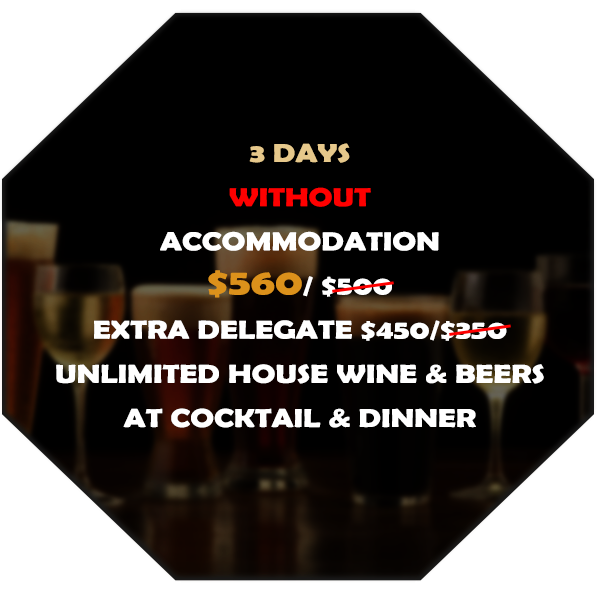 3 DAYS
WITHOUT
ACCOMMODATION
$560/ $500
EXTRA DELEGATE $450/$350
UNLIMITED HOUSE WINE & BEERS
AT COCKTAIL & DINNER